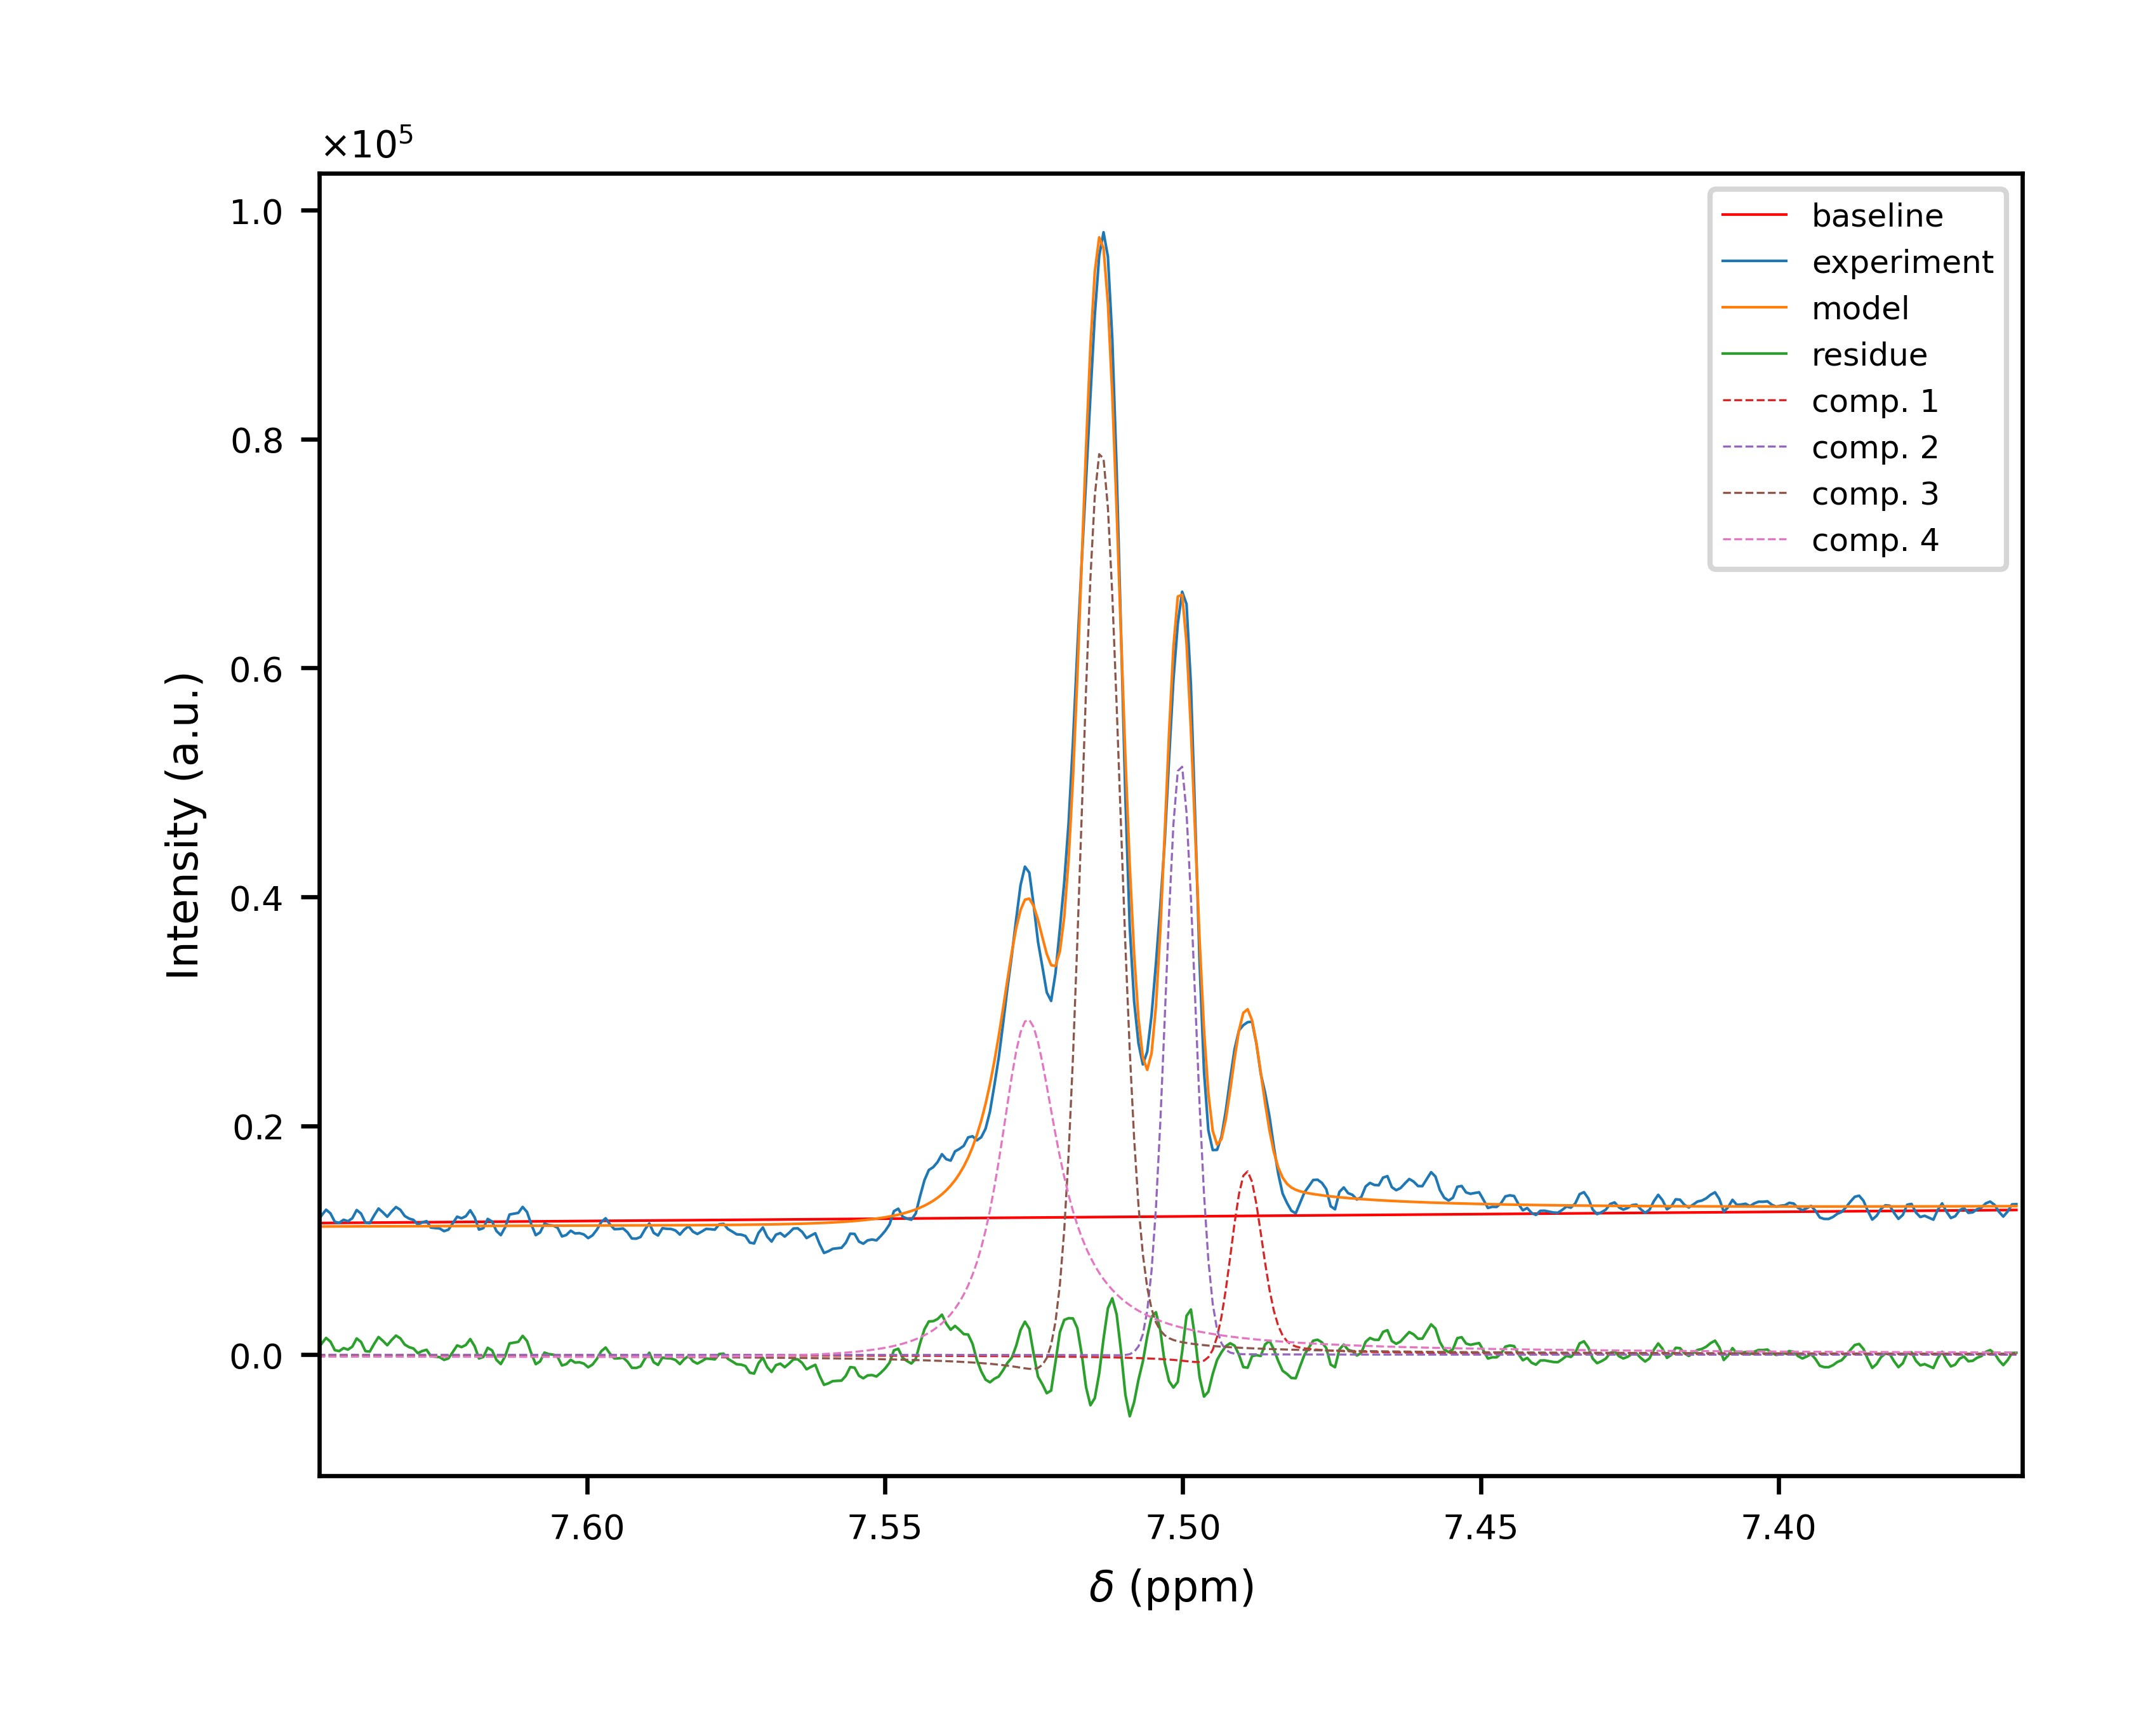 ×10⁵
1.0
0.8
0.6
0.4
0.2
0.0
Intensity (a.u.)
7.60 7.55 7.50 7.45 7.40
δ (ppm)
baseline
experiment
model
residue
comp. 1
comp. 2
comp. 3
comp. 4